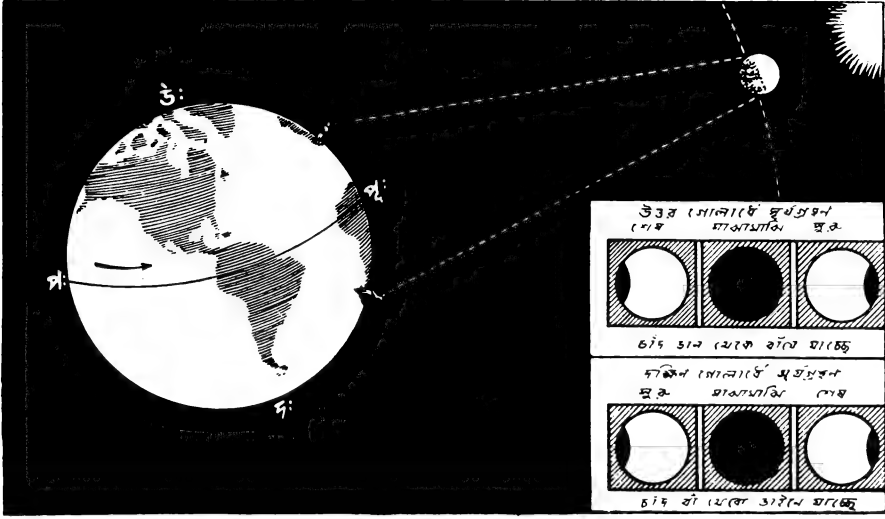 উঃ
পূঃ
পঃ
দঃ
উত্তর গোলার্ধে সূর্যগ্রহণ
শেষ মাঝামাঝি সুরু
চাঁদ ডান থেকে বাঁয়ে যাচ্ছে
দক্ষিণ গোলার্ধে সূর্যগ্রহণ
সুরু মাঝামাঝি শেষ
চাঁদ বাঁ থেকে ডাইনে যাচ্ছে